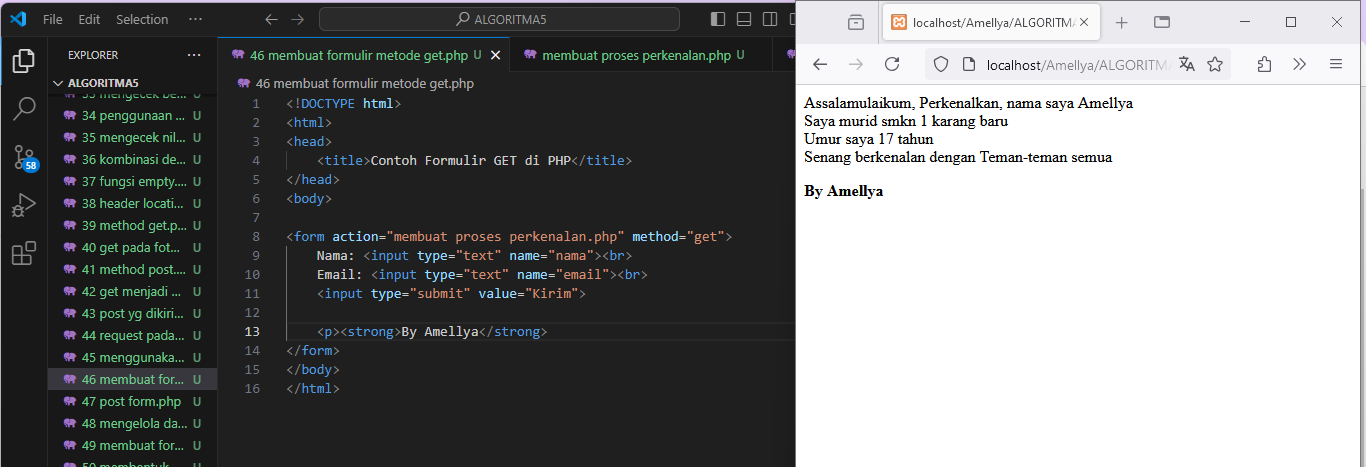 File Edit Selection ··· ALGORITMA5
EXPLORER ···
ALGORITMA5
33 mengecek be... U
34 penggunaan ... U
35 mengecek nil... U
36 kombinasi de... U
37 fungsi empty.... U
38 header locati... U
39 method get.p... U
40 get pada fot... U
41 method post.... U
42 get menjadi ... U
43 post yg dikiri... U
44 request pada... U
45 menggunaka... U
46 membuat for... U
47 post form.php U
48 mengelola da... U
49 membuat for... U
50 membentuk... U
58
46 membuat formulir metode get.php U
membuat proses perkenalan.php U
46 membuat formulir metode get.php
1 <!DOCTYPE html>
2 <html>
3 <head>
4 <title>Contoh Formulir GET di PHP</title>
5 </head>
6 <body>
7
8 <form action="membuat proses perkenalan.php" method="get">
9 Nama: <input type="text" name="nama"><br>
10 Email: <input type="text" name="email"><br>
11 <input type="submit" value="Kirim">
12
13 <p><strong>By Amellya</strong>
14 </form>
15 </body>
16 </html>
localhost/Amellya/ALGORITMA
localhost/Amellya/ALGORITM
Assalamulaikum, Perkenalkan, nama saya Amellya
Saya murid smkn 1 karang baru
Umur saya 17 tahun
Senang berkenalan dengan Teman-teman semua
By Amellya